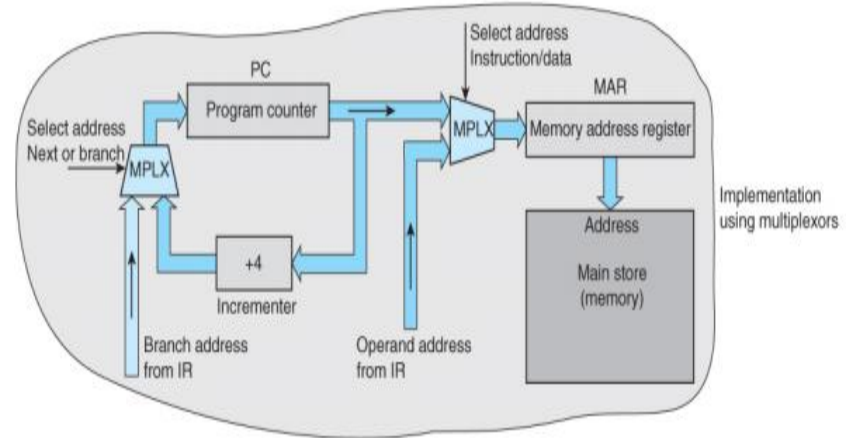 Select address
Instruction/data
PC
MAR
Program counter
MPLX
Memory address register
Select address
Next or branch
MPLX
Implementation
using multiplexors
Address
+4
Main store
(memory)
Incrementer
Branch address
from IR
Operand address
from IR